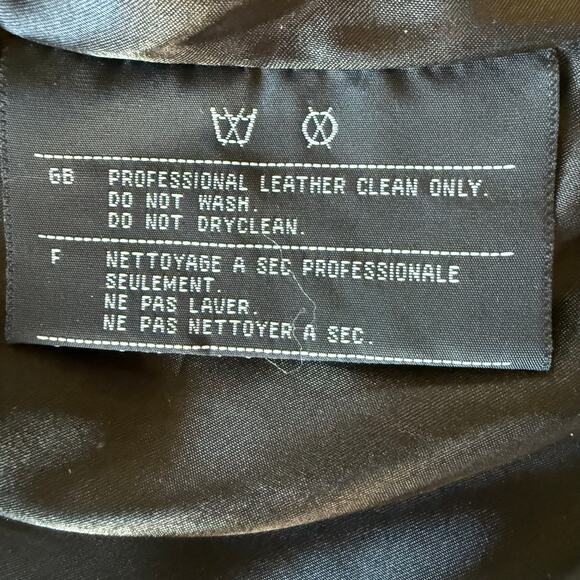 GB PROFESSIONAL LEATHER CLEAN ONLY.
DO NOT WASH.
DO NOT DRYCLEAN.
F NETTOYAGE A SEC PROFESSIONALE
SEULEMENT.
NE PAS LAVER.
NE PAS NETTOYER A SEC.